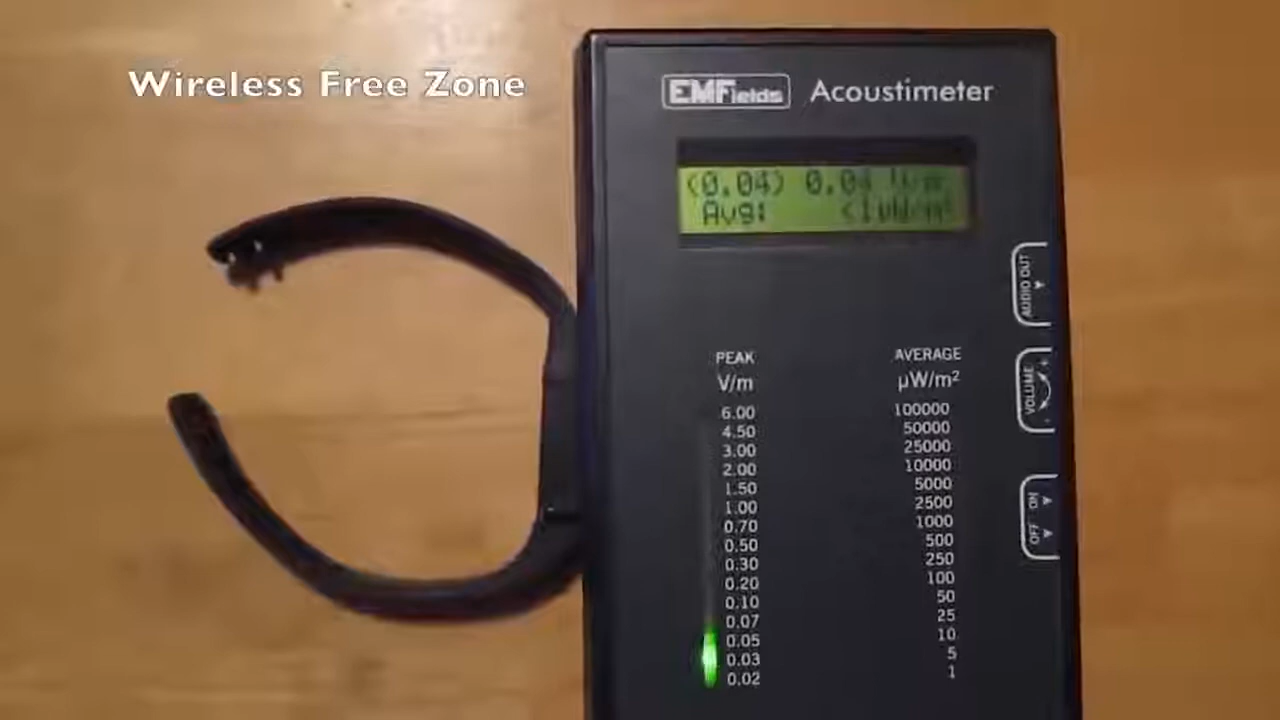 Wireless Free Zone
EMFields Acoustimeter
(0.04) 0.04 V/m
Avg: <1µW/m²
AUDIO OUT
VOLUME
+
-
OFF ON
PEAK
V/m
6.00
4.50
3.00
2.00
1.50
1.00
0.70
0.50
0.30
0.20
0.10
0.07
0.05
0.03
0.02
AVERAGE
µW/m²
100000
50000
25000
10000
5000
2500
1000
500
250
100
50
25
10
5
1